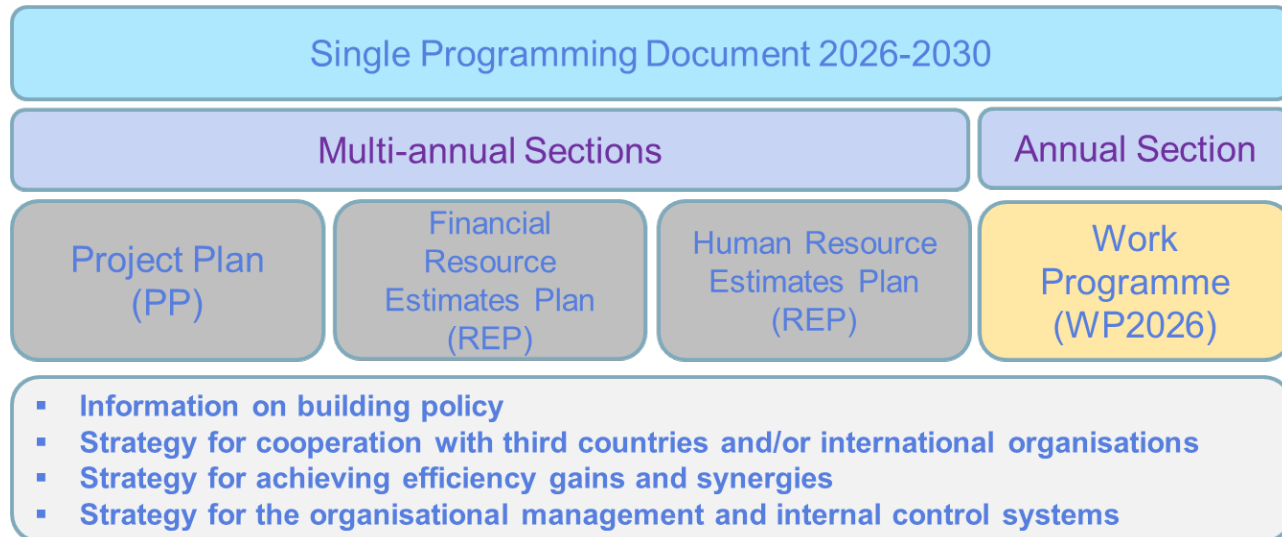 Single Programming Document 2026-2030
Multi-annual Sections
Annual Section
Project Plan
(PP)
Financial
Resource
Estimates Plan
(REP)
Human Resource
Estimates Plan
(REP)
Work
Programme
(WP2026)
▪ Information on building policy
▪ Strategy for cooperation with third countries and/or international organisations
▪ Strategy for achieving efficiency gains and synergies
▪ Strategy for the organisational management and internal control systems